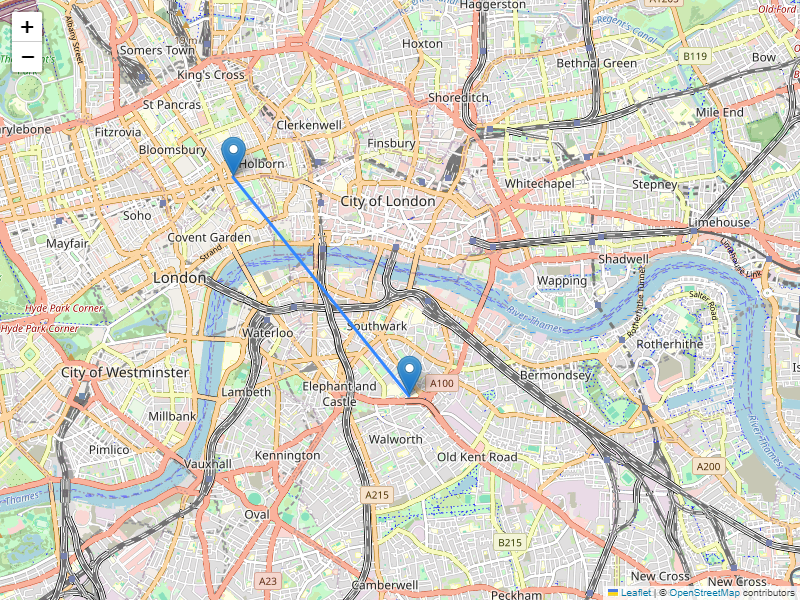 +
−
Haggerston
Somers Town
Hoxton
Albany Street
Regent's Canal
Old Ford
B119
Bow
Bethnal Green
King's Cross
St Pancras
Shoreditch
Mile End
Fitzrovia
Clerkenwell
Bloomsbury
Finsbury
Holborn
Whitechapel
Stepney
City of London
Soho
Limehouse
Mayfair
Covent Garden
Strand
Limehouse Link
Shadwell
London
Wapping
Rotherhithe Tunnel
Salter Road
Hyde Park Corner
River Thames
Hyde Park Corner
Southwark
Waterloo
Rotherhithe
City of Westminster
Bermondsey
A100
Elephant and
Castle
Lambeth
Millbank
Walworth
Pimlico
Kennington
Old Kent Road
River Thames
Vauxhall
A200
Thames
A215
Oval
B215
A23
Camberwell
New Cross
New Cross
Peckham
Leaflet | © OpenStreetMap contributors